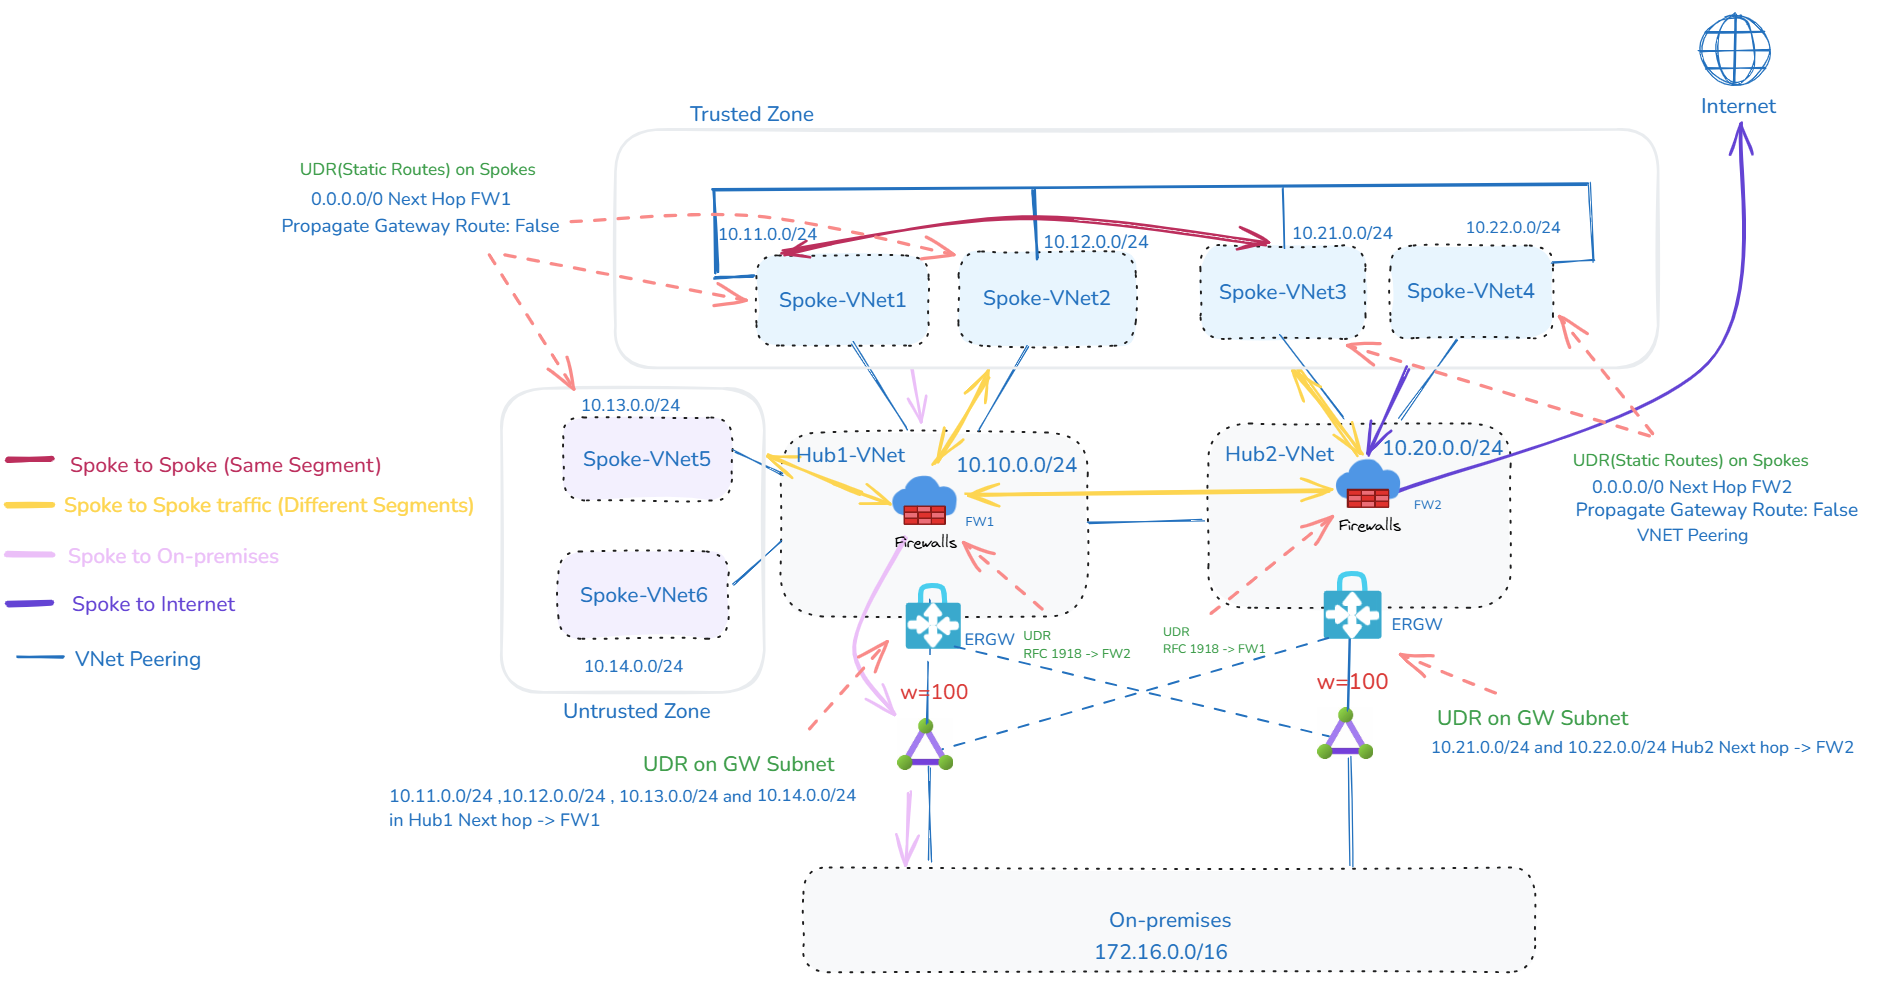 Internet
Trusted Zone
UDR(Static Routes) on Spokes
0.0.0.0/0 Next Hop FW1
Propagate Gateway Route: False
10.11.0.0/24
10.12.0.0/24
10.21.0.0/24
10.22.0.0/24
Spoke-VNet1
Spoke-VNet2
Spoke-VNet3
Spoke-VNet4
10.13.0.0/24
Spoke-VNet5
Spoke-VNet6
10.14.0.0/24
Untrusted Zone
Hub1-VNet
10.10.0.0/24
FW1
Firewalls
Hub2-VNet
10.20.0.0/24
FW2
Firewalls
Spoke to Spoke (Same Segment)
Spoke to Spoke traffic (Different Segments)
Spoke to On-premises
Spoke to Internet
VNet Peering
UDR(Static Routes) on Spokes
0.0.0.0/0 Next Hop FW2
Propagate Gateway Route: False
VNET Peering
ERGW
UDR
RFC 1918 -> FW2
UDR
RFC 1918 -> FW1
ERGW
w=100
w=100
UDR on GW Subnet
10.11.0.0/24 ,10.12.0.0/24 , 10.13.0.0/24 and 10.14.0.0/24
in Hub1 Next hop -> FW1
UDR on GW Subnet
10.21.0.0/24 and 10.22.0.0/24 Hub2 Next hop -> FW2
On-premises
172.16.0.0/16